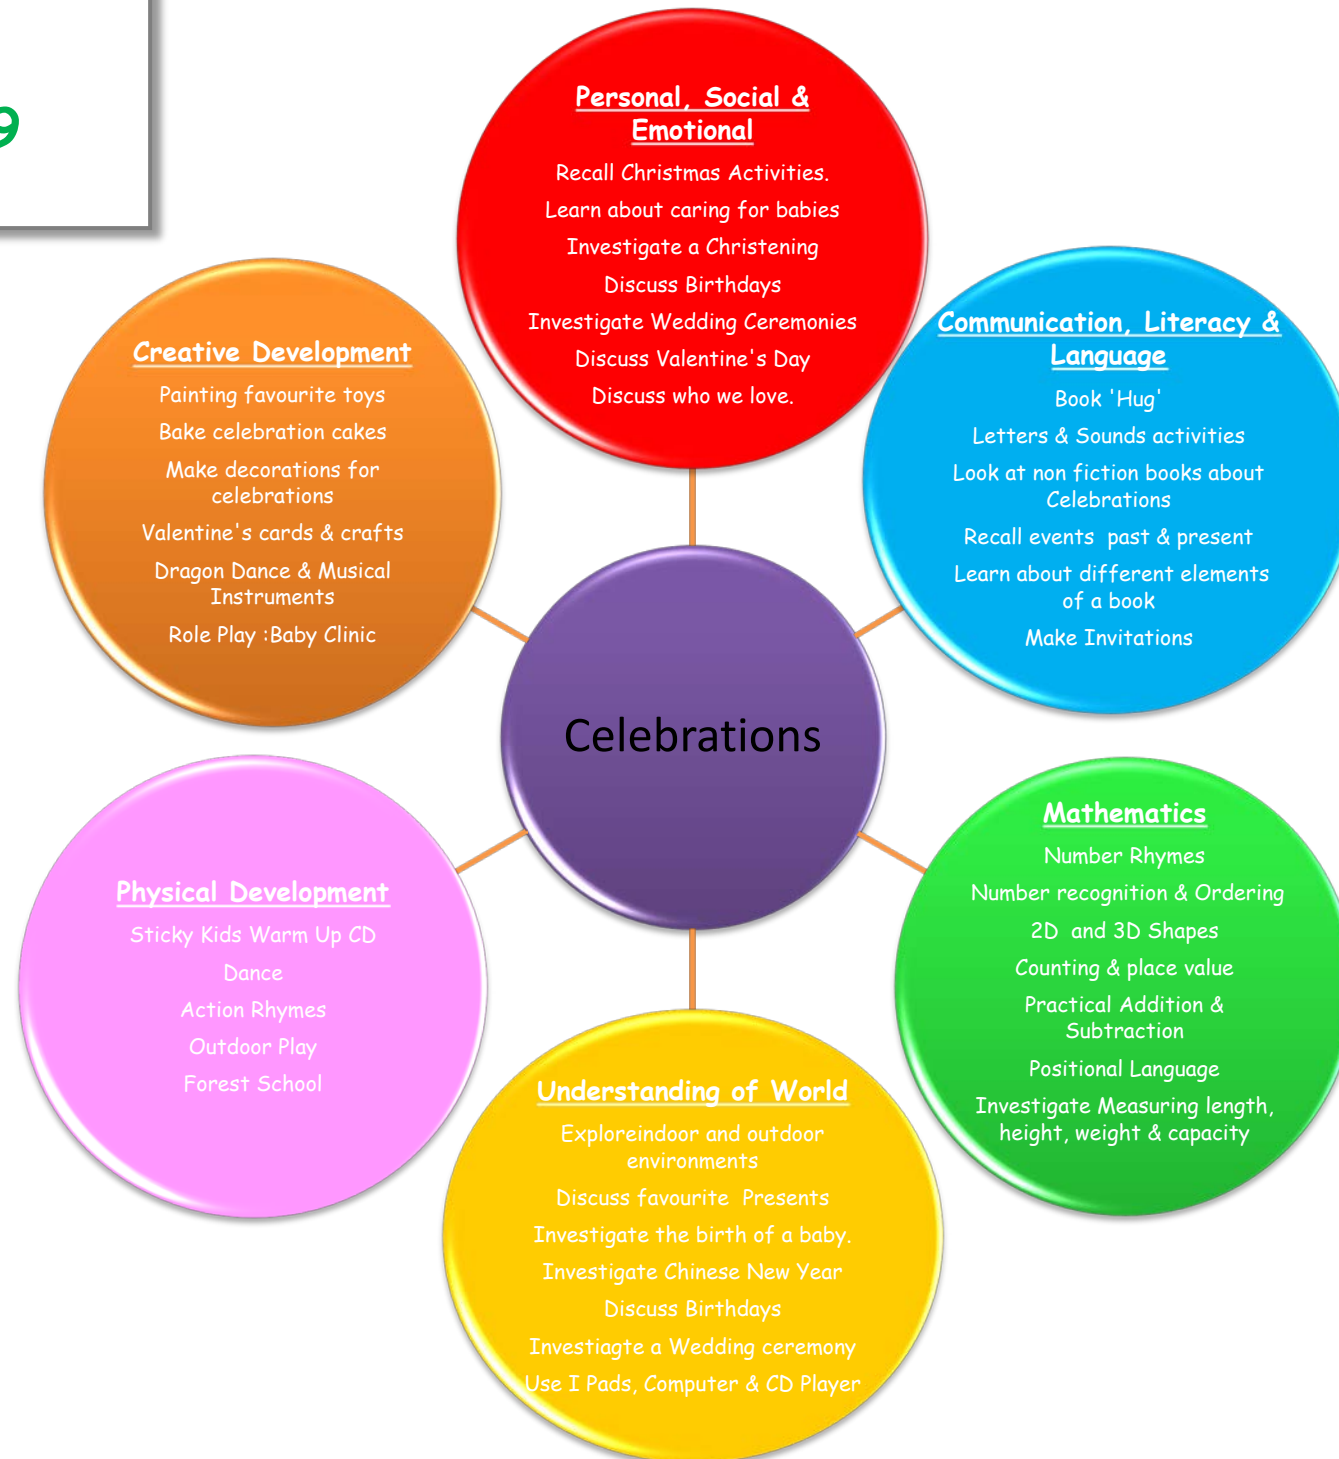 9
Personal, Social &
Emotional
Recall Christmas Activities.
Learn about caring for babies
Investigate a Christening
Discuss Birthdays
Investigate Wedding Ceremonies
Discuss Valentine's Day
Discuss who we love.
Communication, Literacy &
Language
Book 'Hug'
Letters & Sounds activities
Look at non fiction books about
Celebrations
Recall events past & present
Learn about different elements
of a book
Make Invitations
Mathematics
Number Rhymes
Number recognition & Ordering
2D and 3D Shapes
Counting & place value
Practical Addition &
Subtraction
Positional Language
Investigate Measuring length,
height, weight & capacity
Understanding of World
Exploreindoor and outdoor
environments
Discuss favourite Presents
Investigate the birth of a baby.
Investigate Chinese New Year
Discuss Birthdays
Investiagte a Wedding ceremony
Use I Pads, Computer & CD Player
Physical Development
Sticky Kids Warm Up CD
Dance
Action Rhymes
Outdoor Play
Forest School
Creative Development
Painting favourite toys
Bake celebration cakes
Make decorations for
celebrations
Valentine's cards & crafts
Dragon Dance & Musical
Instruments
Role Play :Baby Clinic
Celebrations